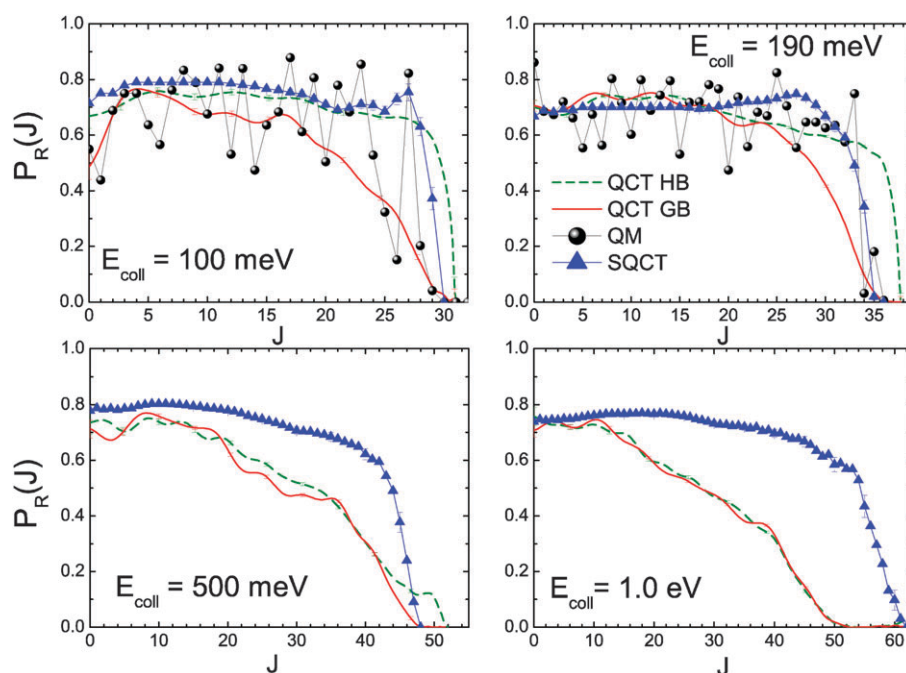 1.0
0.8
0.6
0.4
0.2
0.0
P_R(J)
E_coll = 100 meV
0 5 10 15 20 25 30
J
E_coll = 190 meV
1.0
0.8
0.6
0.4
0.2
0.0
QCT HB
QCT GB
QM
SQCT
0 5 10 15 20 25 30 35
J
1.0
0.8
0.6
0.4
0.2
0.0
P_R(J)
E_coll = 500 meV
0 10 20 30 40 50
J
1.0
0.8
0.6
0.4
0.2
0.0
E_coll = 1.0 eV
0 10 20 30 40 50 60
J